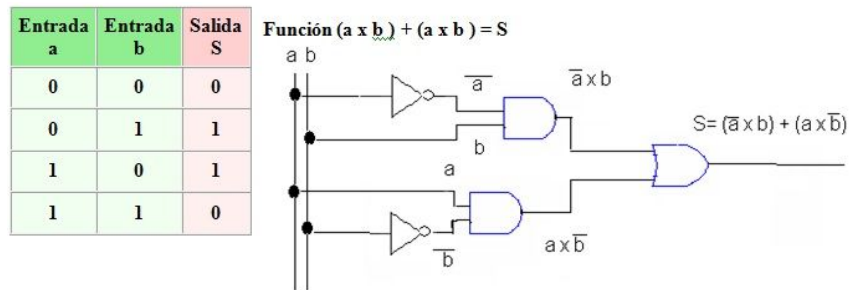 Entrada a Entrada b Salida S
0 0 0
0 1 1
1 0 1
1 1 0
Función (a x b ) + (a x b ) = S
a b
a̅
a̅ x b
b
S= (a̅ x b) + (a x b̅)
a
b̅
a x b̅